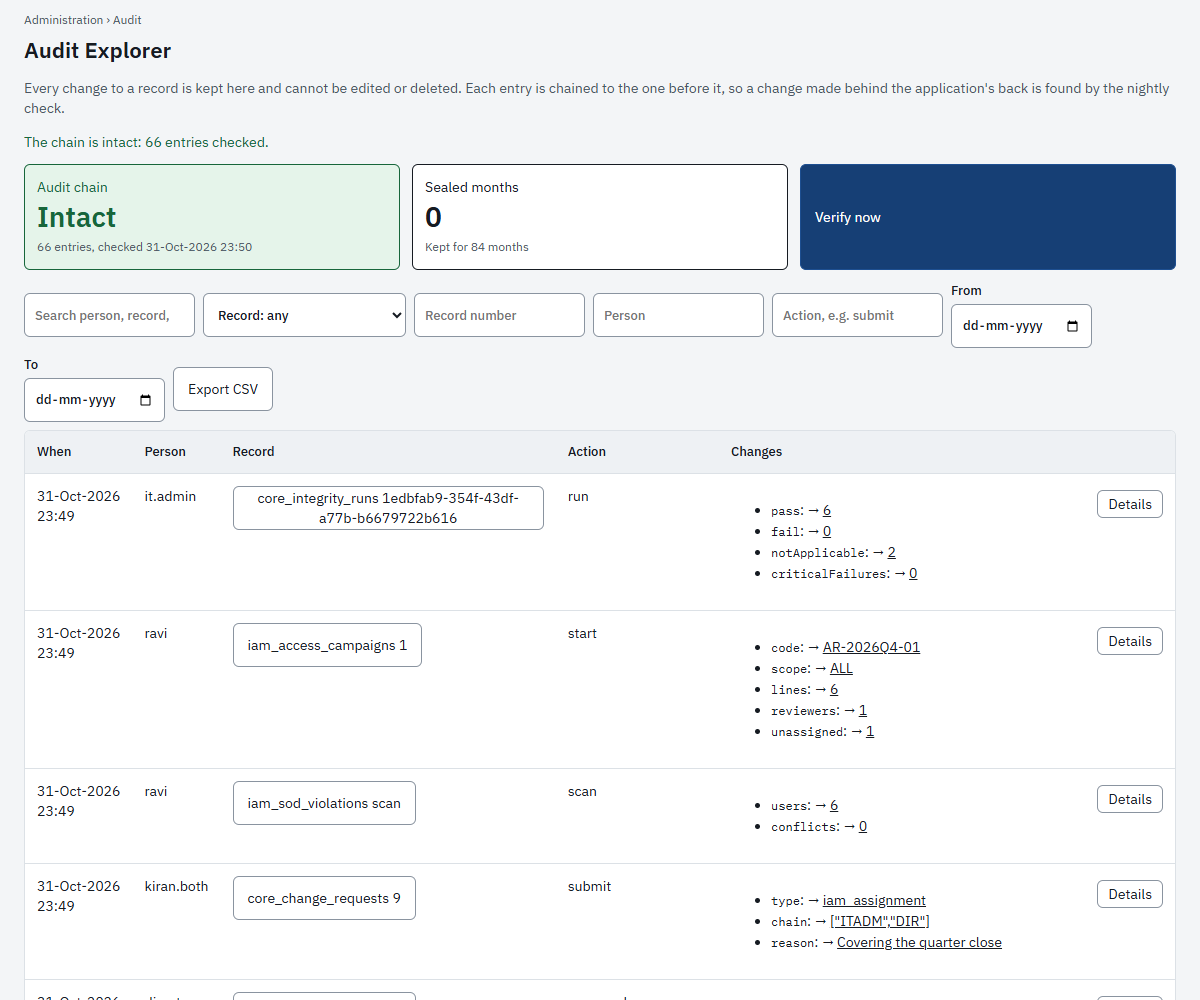 Administration › Audit
Audit Explorer
Every change to a record is kept here and cannot be edited or deleted. Each entry is chained to the one before it, so a change made behind the application's back is found by the nightly
check.
The chain is intact: 66 entries checked.
Audit chain
Intact
66 entries, checked 31-Oct-2026 23:50
Sealed months
0
Kept for 84 months
Verify now
Search person, record,
Record: any
Record number
Person
Action, e.g. submit
From
dd-mm-yyyy
To
dd-mm-yyyy
Export CSV
When Person Record Action Changes
31-Oct-2026
23:49
it.admin
core_integrity_runs 1edbfab9-354f-43df-
a77b-b6679722b616
run
• pass: → 6
• fail: → 0
• notApplicable: → 2
• criticalFailures: → 0
Details
31-Oct-2026
23:49
ravi
iam_access_campaigns 1
start
• code: → AR-2026Q4-01
• scope: → ALL
• lines: → 6
• reviewers: → 1
• unassigned: → 1
Details
31-Oct-2026
23:49
ravi
iam_sod_violations scan
scan
• users: → 6
• conflicts: → 0
Details
31-Oct-2026
23:49
kiran.both
core_change_requests 9
submit
• type: → iam_assignment
• chain: → ["ITADM","DIR"]
• reason: → Covering the quarter close
Details